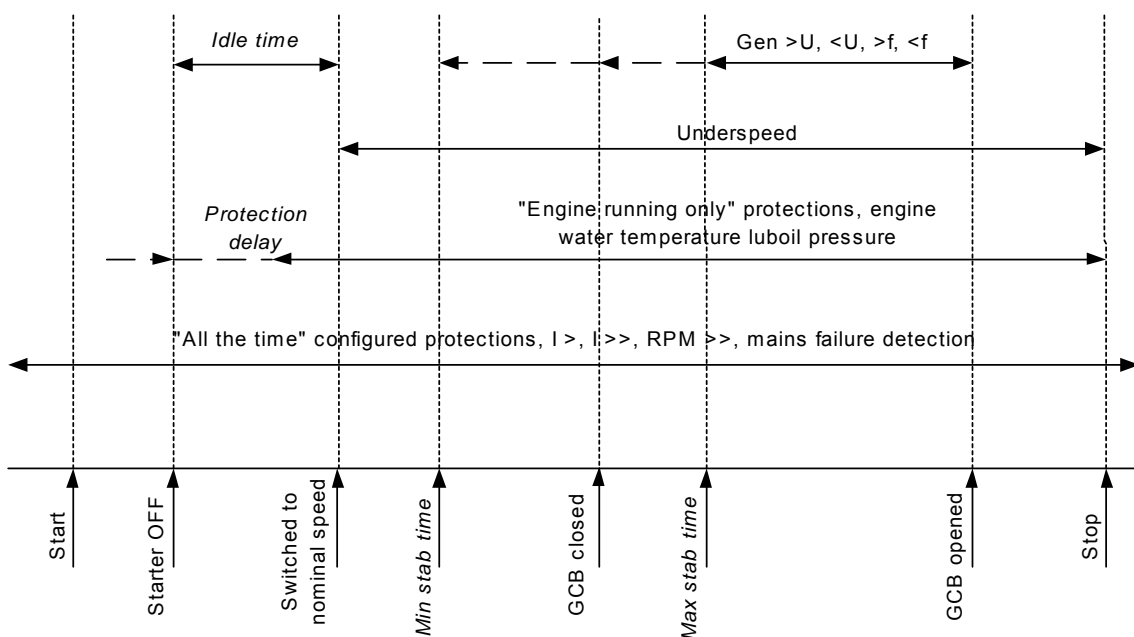 Idle time
Gen >U, <U, >f, <f
Underspeed
Protection
delay
"Engine running only" protections, engine
water temperature luboil pressure
"All the time" configured protections, I >, I >>, RPM >>, mains failure detection
Start
Starter OFF
Switched to
nominal speed
Min stab time
GCB closed
Max stab time
GCB opened
Stop